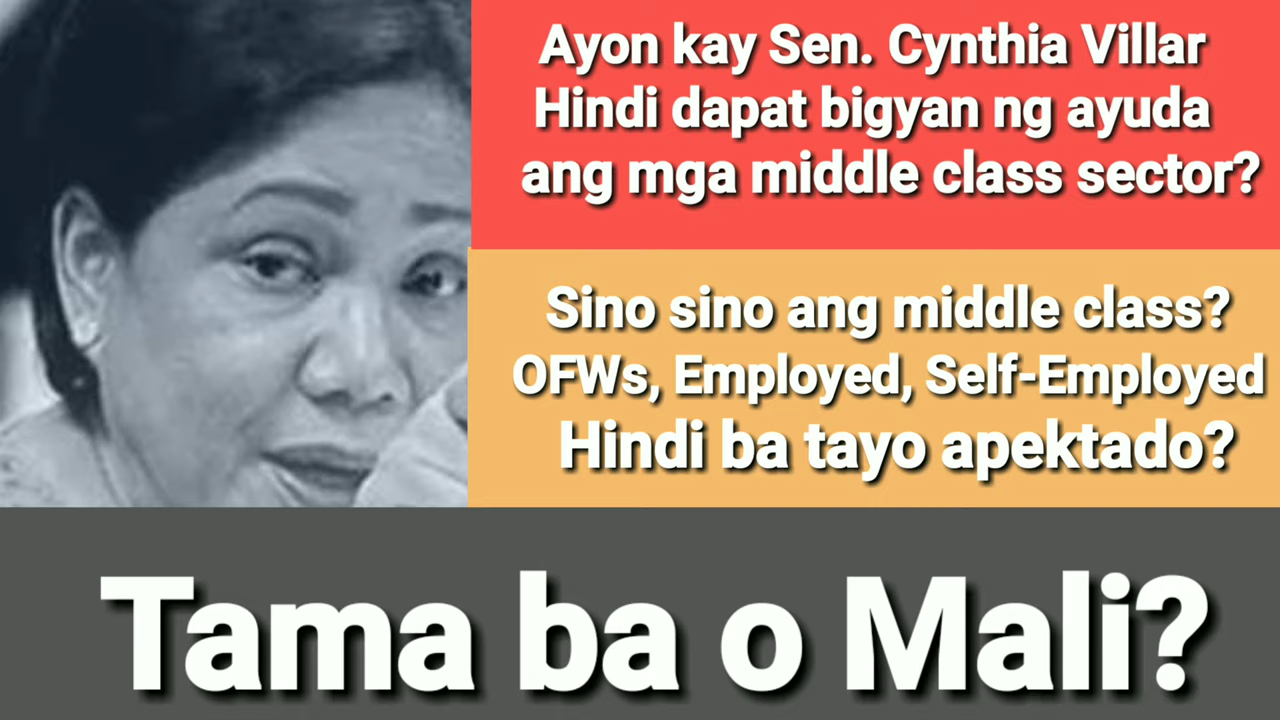 Ayon kay Sen. Cynthia Villar
Hindi dapat bigyan ng ayuda
ang mga middle class sector?
Sino sino ang middle class?
OFWs, Employed, Self-Employed
Hindi ba tayo apektado?
Tama ba o Mali?